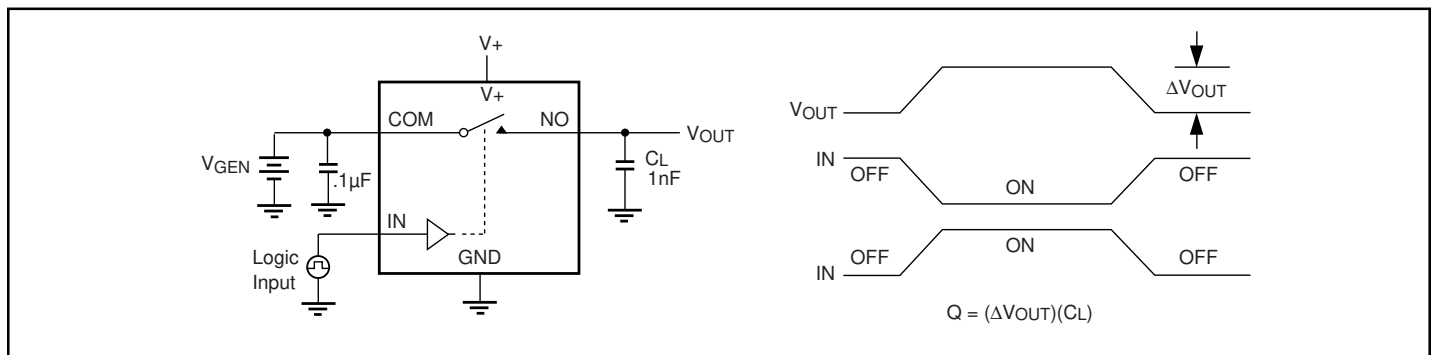 V+
V+
COM
NO
VOUT
VGEN
.1µF
CL
1nF
IN
Logic
Input
GND
VOUT
ΔVOUT
IN
OFF
ON
OFF
IN
OFF
ON
OFF
Q = (ΔVOUT)(CL)